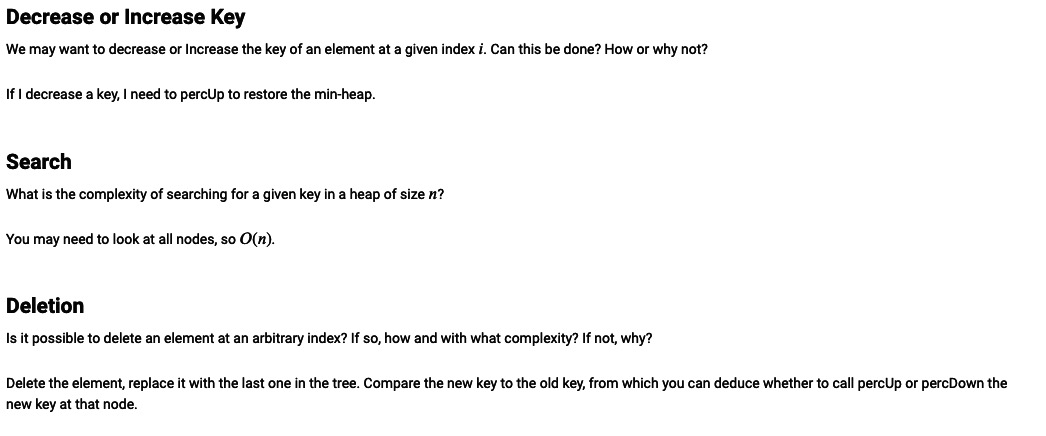 Decrease or Increase Key
We may want to decrease or Increase the key of an element at a given index i. Can this be done? How or why not?
If I decrease a key, I need to percUp to restore the min-heap.
Search
What is the complexity of searching for a given key in a heap of size n?
You may need to look at all nodes, so O(n).
Deletion
Is it possible to delete an element at an arbitrary index? If so, how and with what complexity? If not, why?
Delete the element, replace it with the last one in the tree. Compare the new key to the old key, from which you can deduce whether to call percUp or percDown the
new key at that node.